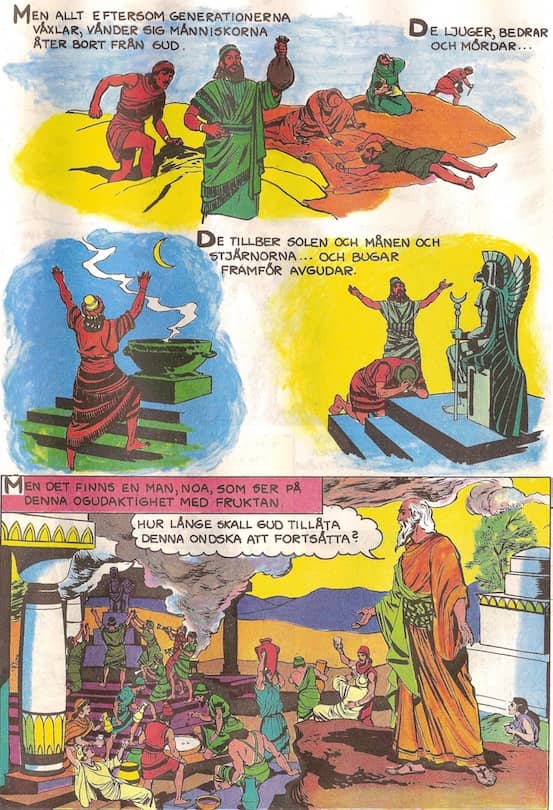 MEN ALLT EFTERSOM GENERATIONERNA
VÄXLAR, VÄNDER SIG MÄNNISKORNA
ÅTER BORT FRÅN GUD.
DE LJUGER, BEDRAR
OCH MÖRDAR...
DE TILLBER SOLEN OCH MÅNEN OCH
STJÄRNORNA... OCH BUGAR
FRAMFÖR AVGUDAR.
MEN DET FINNS EN MAN, NOA, SOM SER PÅ
DENNA OGUDAKTIGHET MED FRUKTAN.
HUR LÄNGE SKALL GUD TILLÅTA
DENNA ONDSKA ATT FORTSÄTTA?